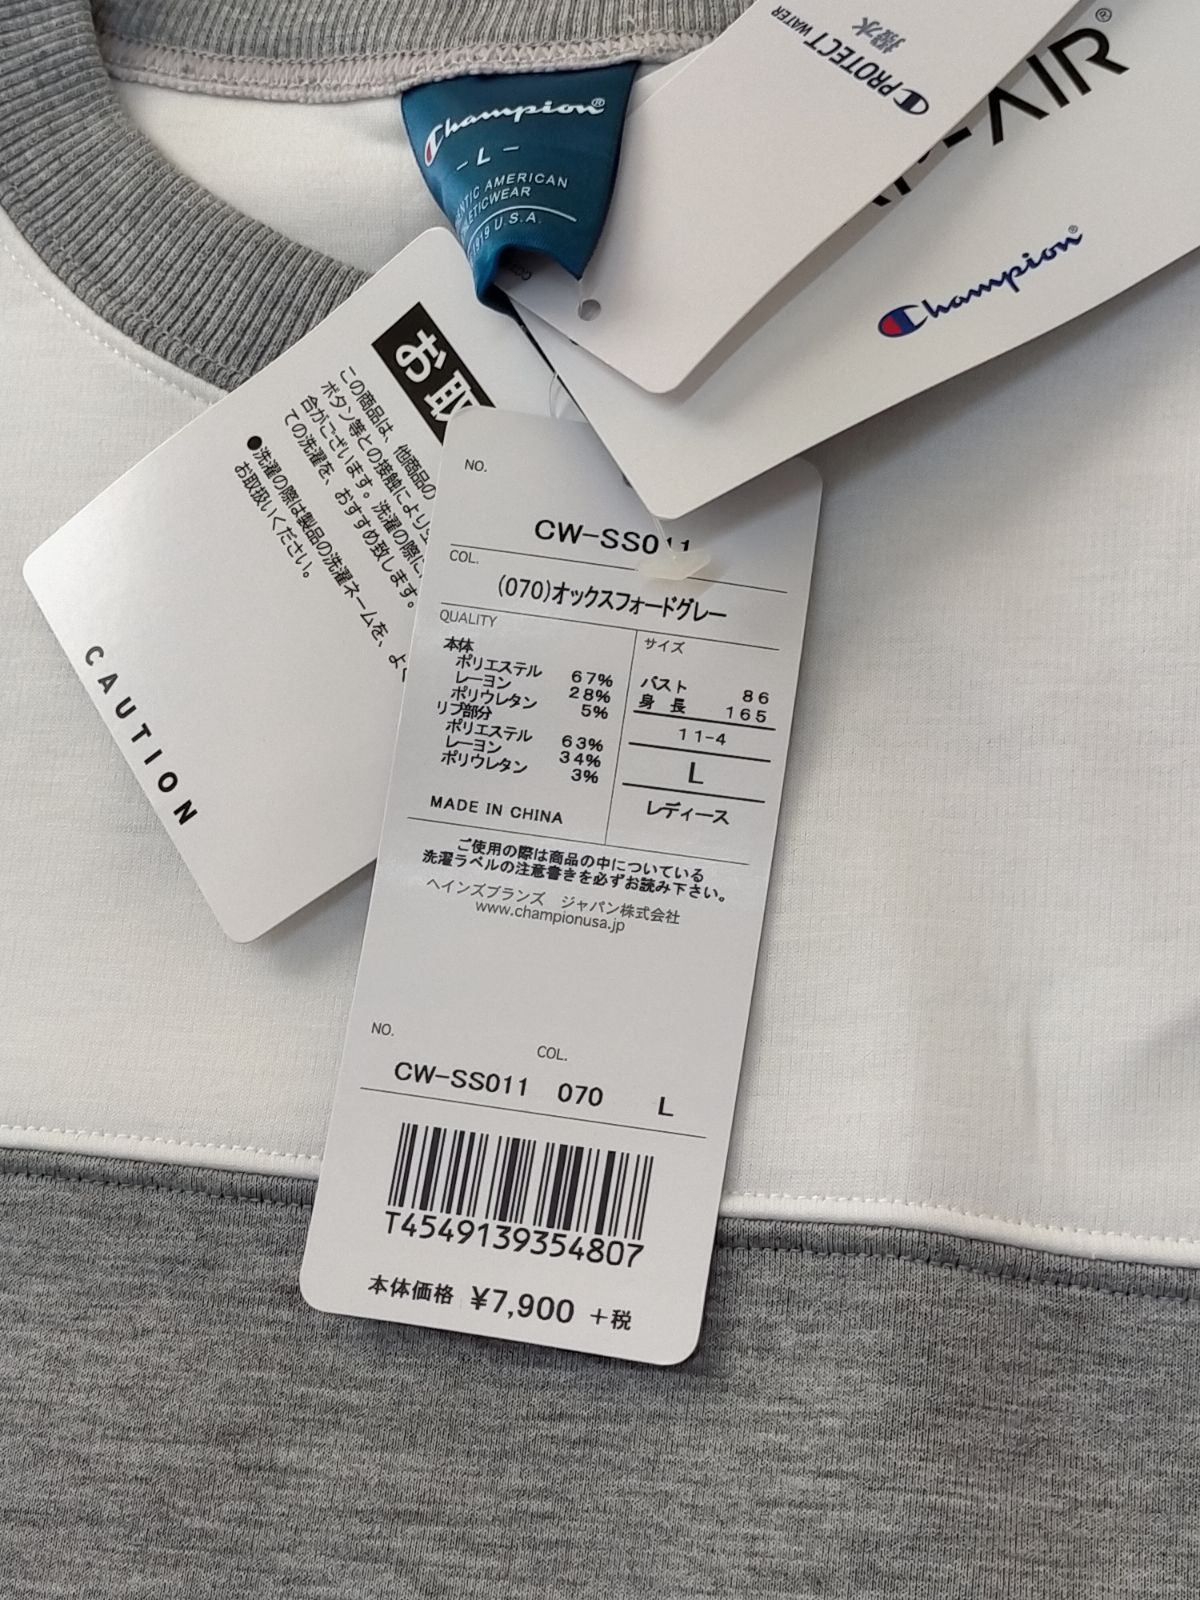 Champion®
- L -
AMERICAN
1919 U.S.A.
PROTECT WATER
撥水
AIR®
Champion®
お取
この商品は、他商品の
ボタン等との接触により
合がございます。洗濯の際に
ての洗濯を、おすすめ致します。
●洗濯の際は製品の洗濯ネームを、よ
お取扱いください。
CAUTION
NO.
CW-SS011
COL.
(070)オックスフォードグレー
QUALITY
本体
ポリエステル 67%
レーヨン 28%
ポリウレタン 5%
リブ部分
ポリエステル 63%
レーヨン 34%
ポリウレタン 3%
MADE IN CHINA
サイズ
バスト 86
身長 165
11-4
L
レディース
ご使用の際は商品の中についている
洗濯ラベルの注意書きを必ずお読み下さい。
ヘインズブランズ ジャパン株式会社
www.championusa.jp
NO.
COL.
CW-SS011 070 L
T4549139354807
本体価格 ¥7,900 +税